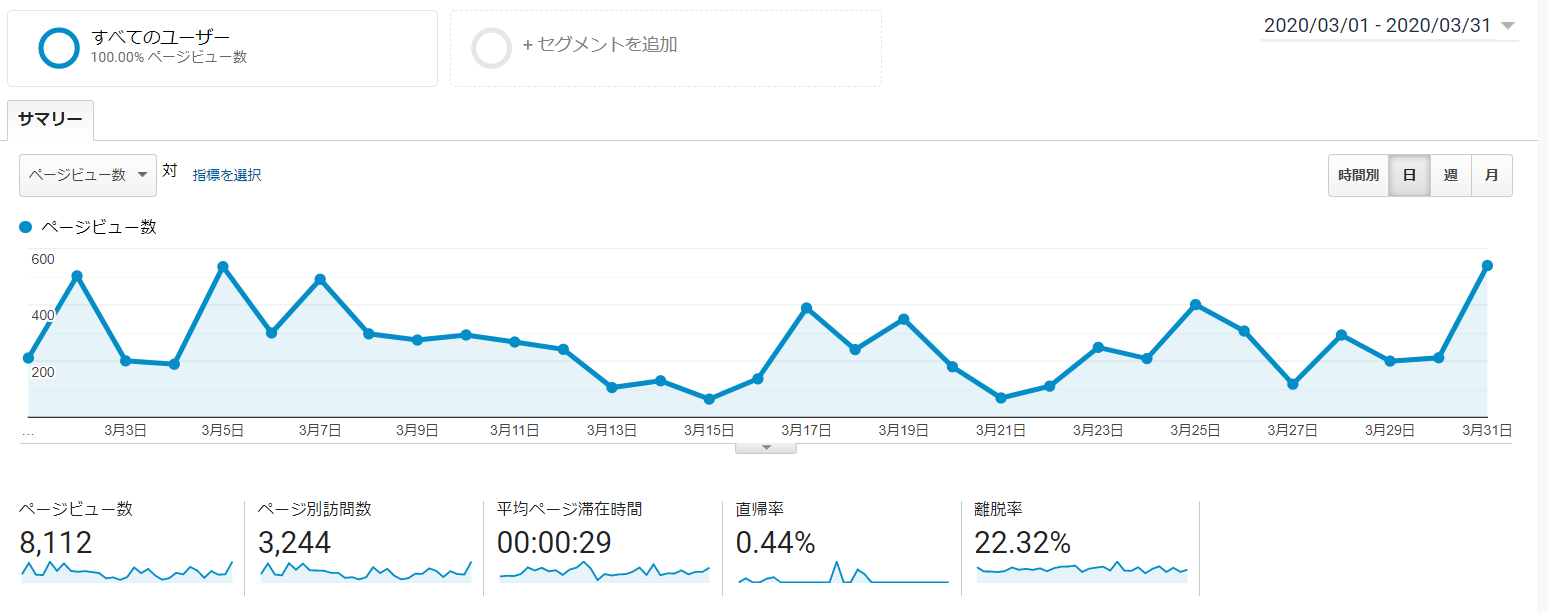 すべてのユーザー
100.00% ページビュー数
+ セグメントを追加
2020/03/01 - 2020/03/31
サマリー
ページビュー数 対 指標を選択
時間別 日 週 月
ページビュー数
600
400
200
... 3月3日 3月5日 3月7日 3月9日 3月11日 3月13日 3月15日 3月17日 3月19日 3月21日 3月23日 3月25日 3月27日 3月29日 3月31日
ページビュー数 ページ別訪問数 平均ページ滞在時間 直帰率 離脱率
8,112 3,244 00:00:29 0.44% 22.32%